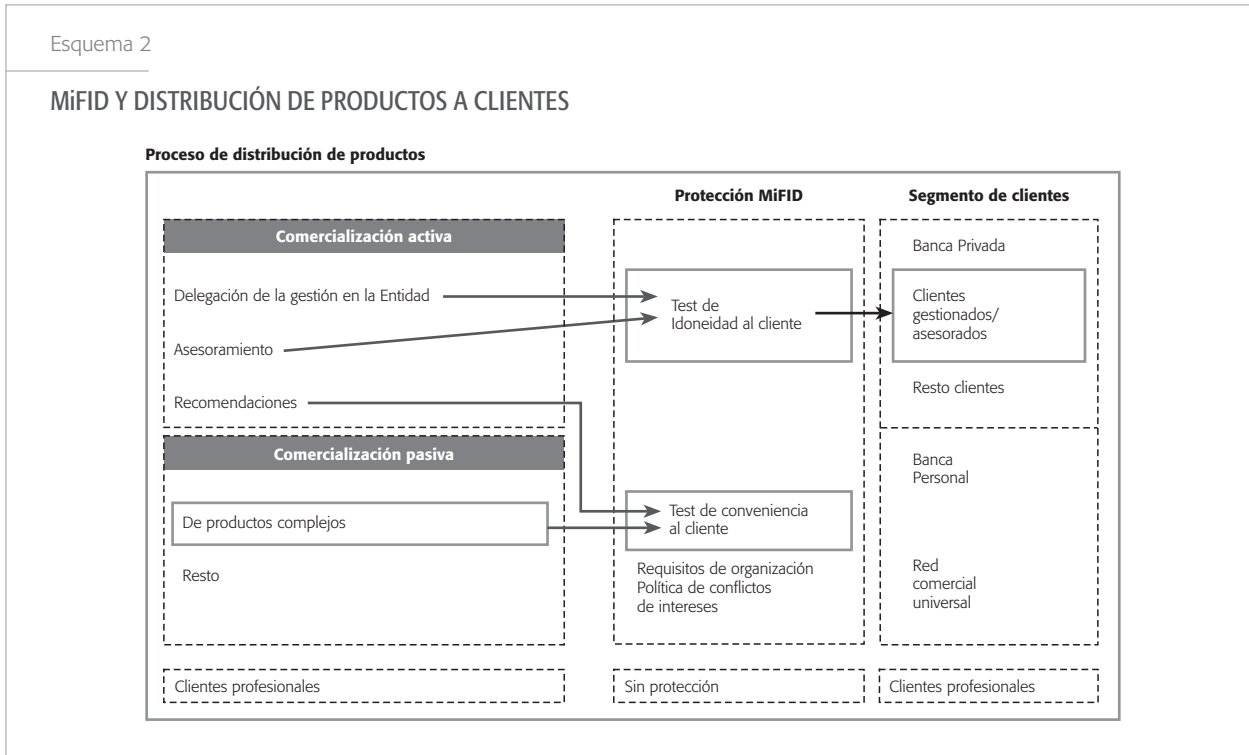 Esquema 2
MiFID Y DISTRIBUCIÓN DE PRODUCTOS A CLIENTES
Proceso de distribución de productos
Protección MiFID
Segmento de clientes
Comercialización activa
Delegación de la gestión en la Entidad
Asesoramiento
Recomendaciones
Comercialización pasiva
De productos complejos
Resto
Test de
Idoneidad al cliente
Test de conveniencia
al cliente
Requisitos de organización
Política de conflictos
de intereses
Banca Privada
Clientes
gestionados/
asesorados
Resto clientes
Banca
Personal
Red
comercial
universal
Clientes profesionales
Sin protección
Clientes profesionales